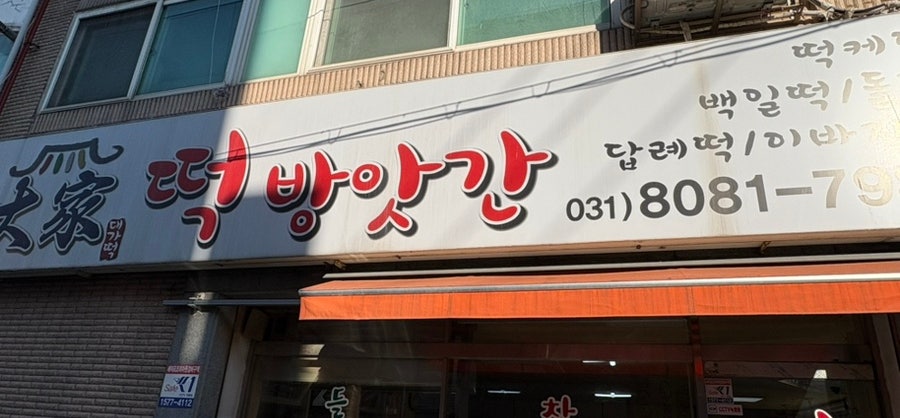 大家
대가떡
떡방앗간
떡케
백일떡/돌
답례떡/이바
031)8081-79
K1
1577-4112